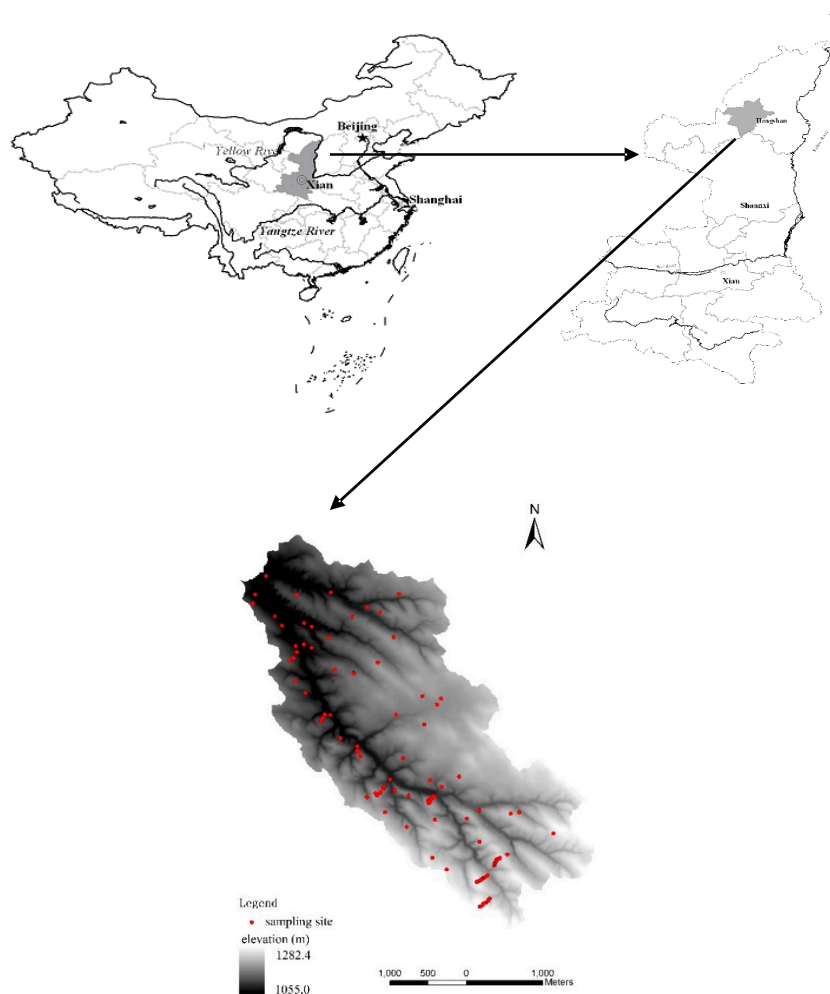 Beijing
Yellow River
Xian
Shanghai
Yangtze River
Hengshan
Shaanxi
Xian
N
Legend
sampling site
elevation (m)
1282.4
1055.0
1,000 500 0 1,000
Meters